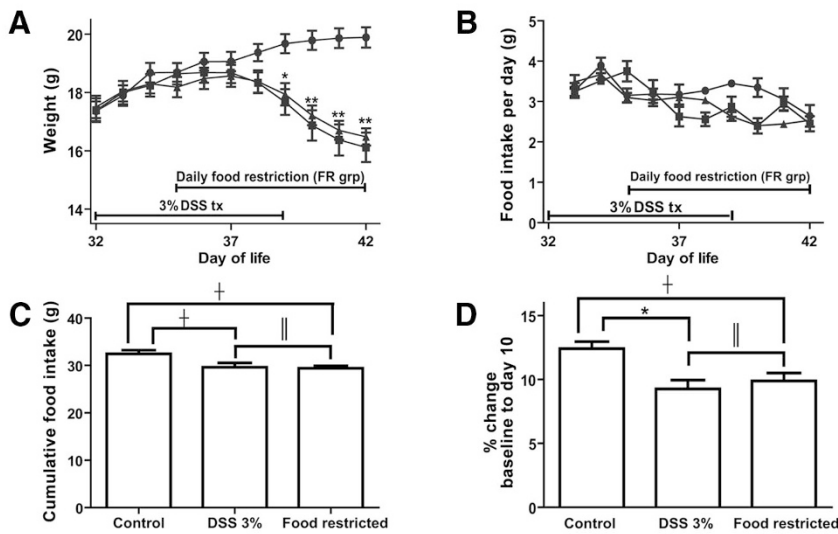 A
Weight (g)
20
18
16
14
*
**
**
**
Daily food restriction (FR grp)
3% DSS tx
32
37
42
Day of life
B
Food intake per day (g)
5
4
3
2
1
0
Daily food restriction (FR grp)
3% DSS tx
32
37
42
Day of life
C
Cumulative food intake (g)
40
30
20
10
0
┼
┼
||
Control
DSS 3%
Food restricted
D
% change
baseline to day 10
15
10
5
0
┼
*
||
Control
DSS 3%
Food restricted